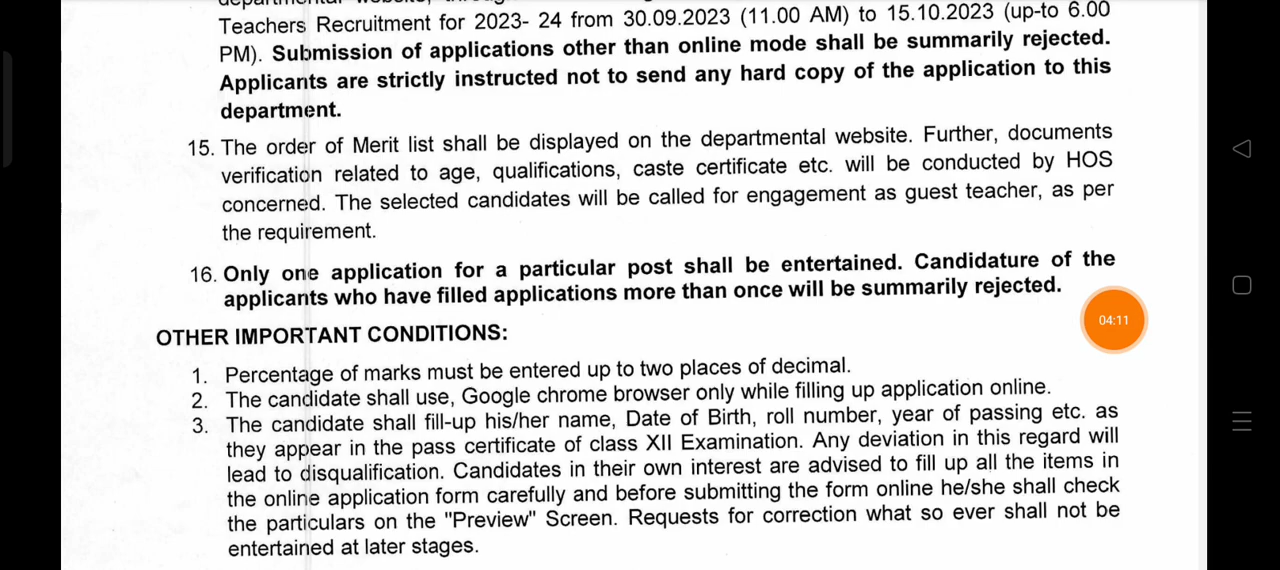 Teachers Recruitment for 2023- 24 from 30.09.2023 (11.00 AM) to 15.10.2023 (up-to 6.00
PM). Submission of applications other than online mode shall be summarily rejected.
Applicants are strictly instructed not to send any hard copy of the application to this
department.
15. The order of Merit list shall be displayed on the departmental website. Further, documents
verification related to age, qualifications, caste certificate etc. will be conducted by HOS
concerned. The selected candidates will be called for engagement as guest teacher, as per
the requirement.
16. Only one application for a particular post shall be entertained. Candidature of the
applicants who have filled applications more than once will be summarily rejected.
04:11
OTHER IMPORTANT CONDITIONS:
1. Percentage of marks must be entered up to two places of decimal.
2. The candidate shall use, Google chrome browser only while filling up application online.
3. The candidate shall fill-up his/her name, Date of Birth, roll number, year of passing etc. as
they appear in the pass certificate of class XII Examination. Any deviation in this regard will
lead to disqualification. Candidates in their own interest are advised to fill up all the items in
the online application form carefully and before submitting the form online he/she shall check
the particulars on the "Preview" Screen. Requests for correction what so ever shall not be
entertained at later stages.